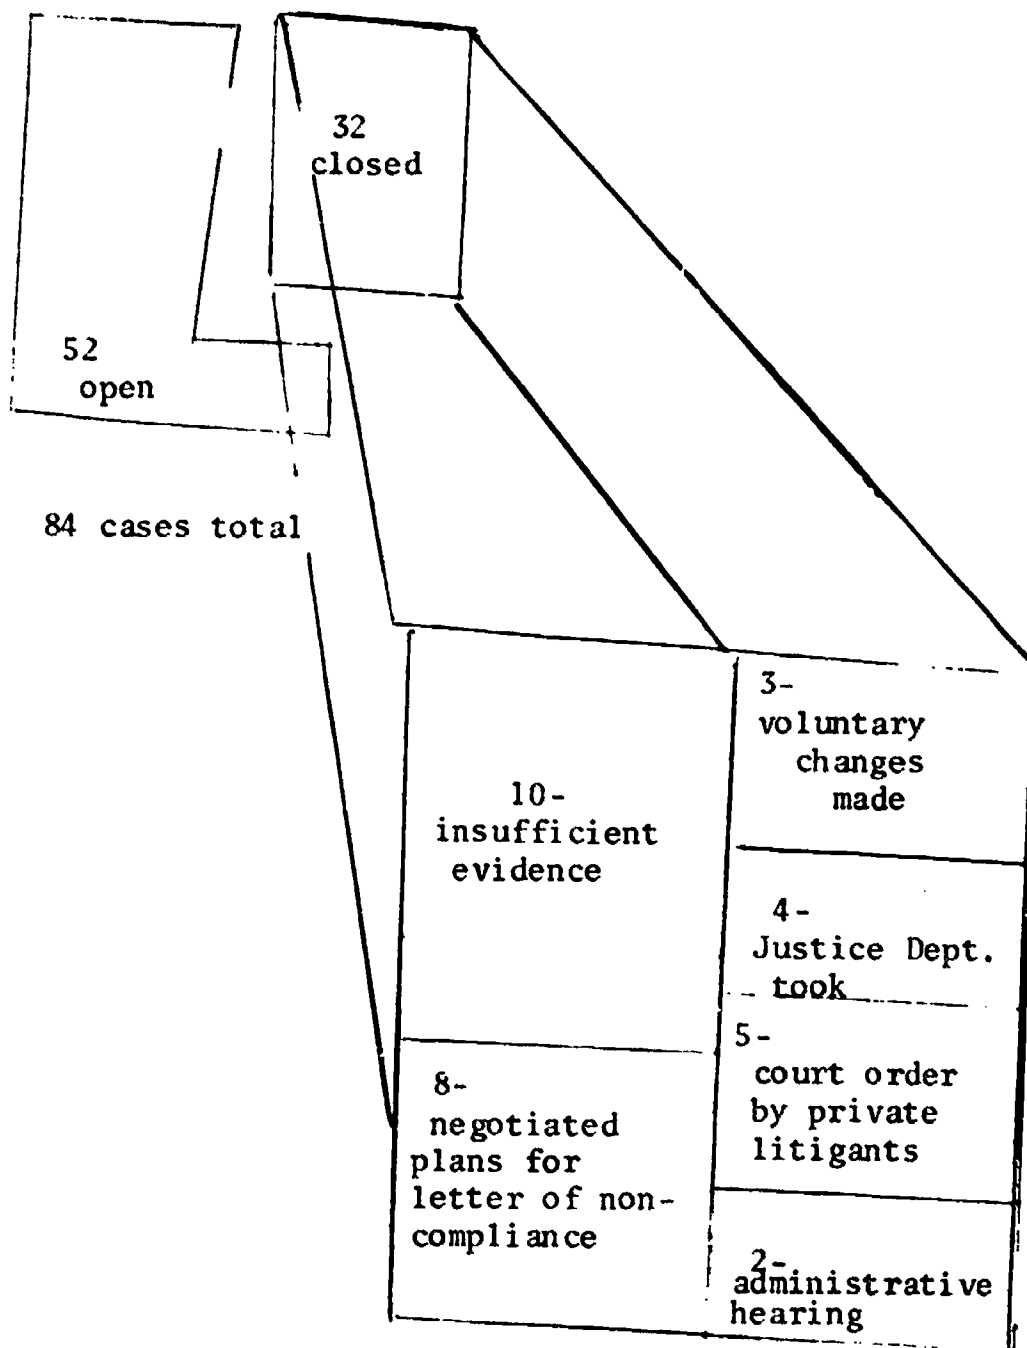 32
closed
52
open
84 cases total
10-
insufficient
evidence
8-
negotiated
plans for
letter of non-
compliance
3-
voluntary
changes
made
4-
Justice Dept.
took
5-
court order
by private
litigants
2-
administrative
hearing